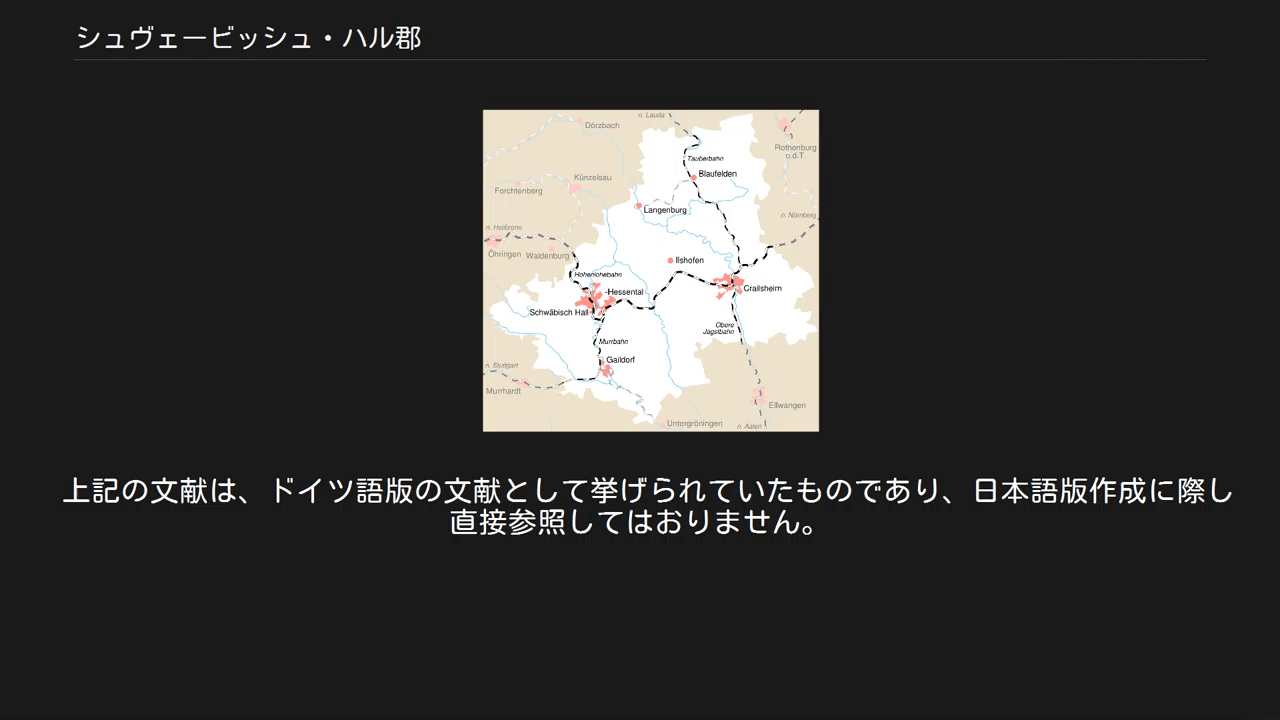 シュヴェービッシュ・ハル郡
n. Lauda
Dörzbach
Rothenburg
o.d.T.
Tauberbahn
Blaufelden
Künzelsau
Forchtenberg
Langenburg
n. Nürnberg
n. Heilbronn
Öhringen
Waldenburg
Ilshofen
Hohenlohebahn
-Hessental
Crailsheim
Schwäbisch Hall
Obere
Jagstbahn
Murrbahn
Gaildorf
n. Stuttgart
Murrhardt
Ellwangen
Untergröningen
n. Aalen
上記の文献は、ドイツ語版の文献として挙げられていたものであり、日本語版作成に際し
直接参照してはおりません。